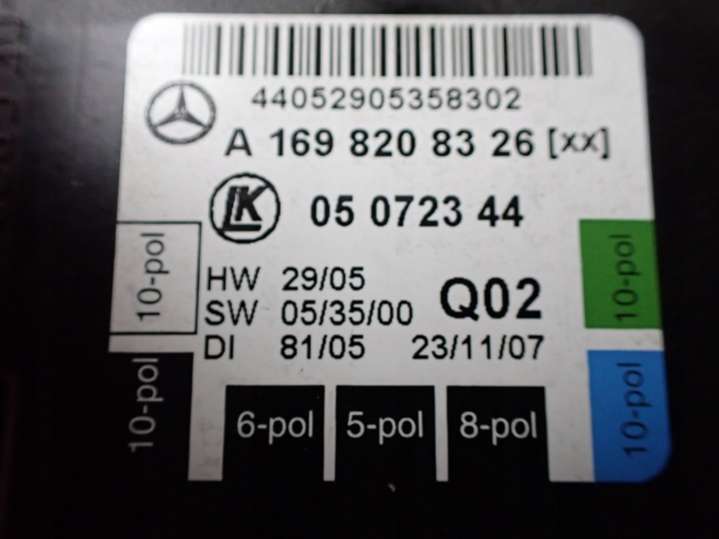 44052905358302
A 169 820 83 26 [xx]
LK
05 0723 44
10-pol
10-pol
HW 29/05
SW 05/35/00
Q02
DI 81/05 23/11/07
10-pol
6-pol
5-pol
8-pol
10-pol